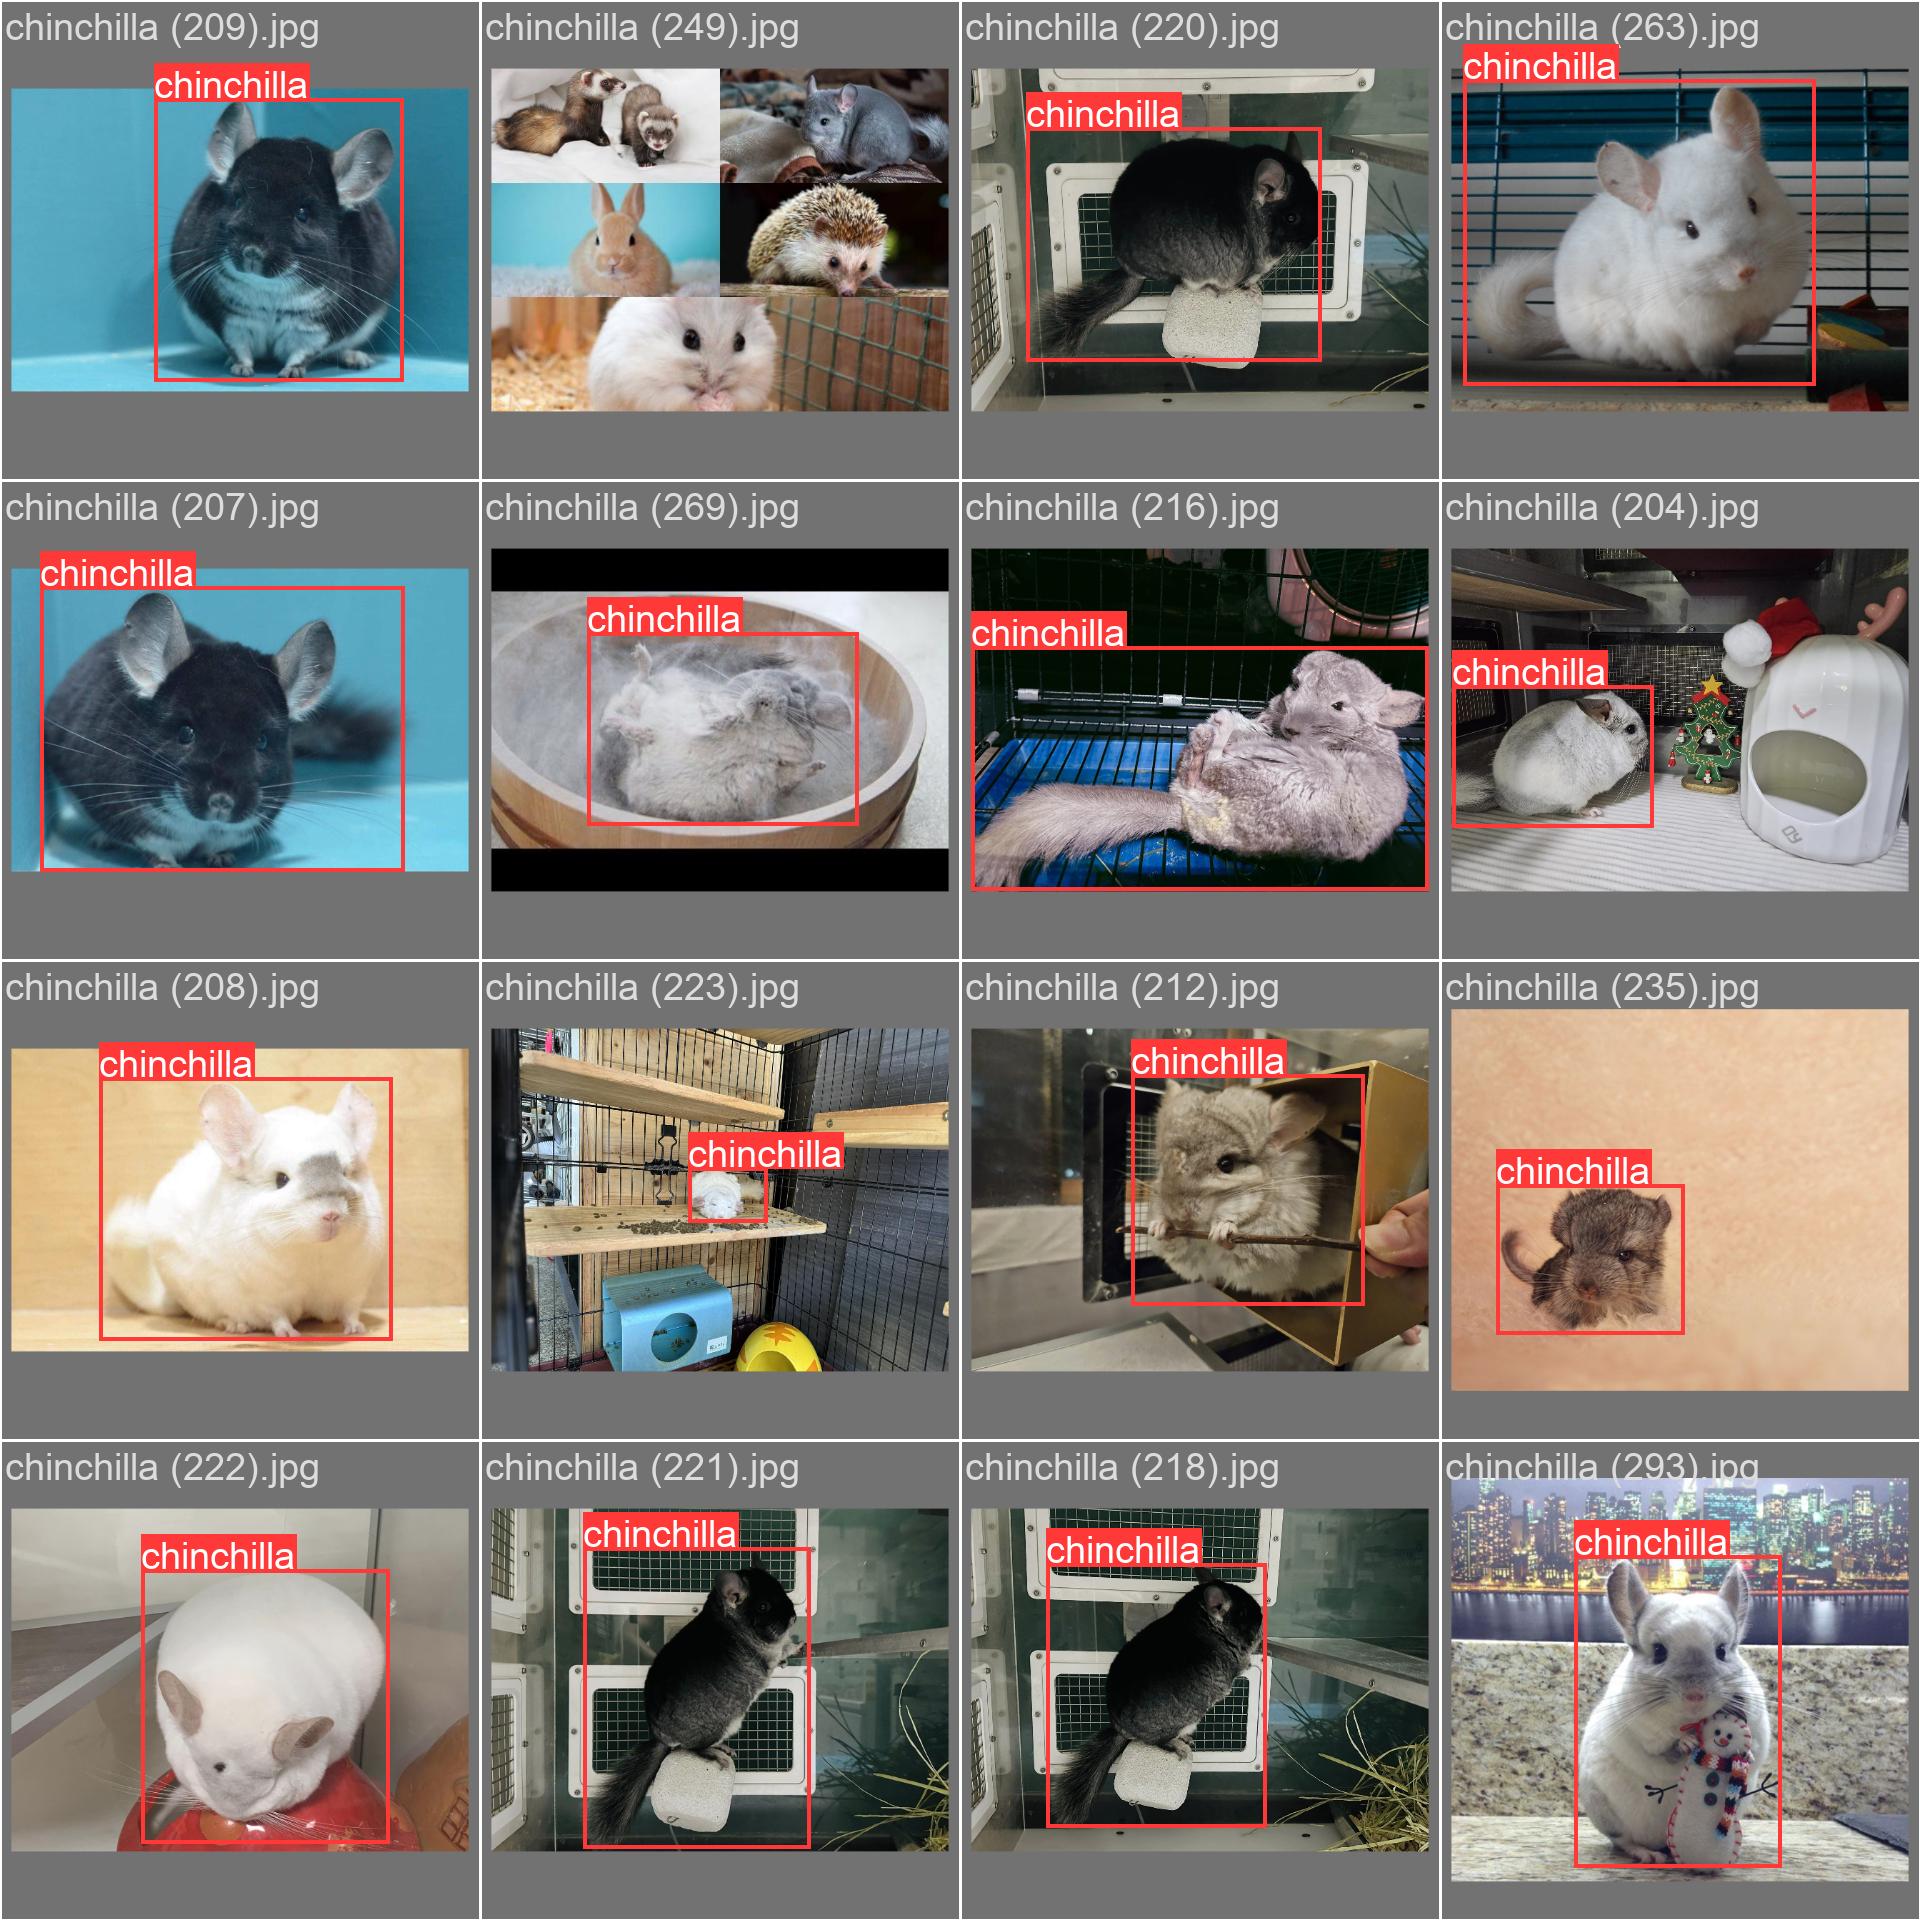 chinchilla (209).jpg
chinchilla
chinchilla (249).jpg
chinchilla (220).jpg
chinchilla
chinchilla (263).jpg
chinchilla
chinchilla (207).jpg
chinchilla
chinchilla (269).jpg
chinchilla
chinchilla (216).jpg
chinchilla
chinchilla (204).jpg
chinchilla
chinchilla (208).jpg
chinchilla
chinchilla (223).jpg
chinchilla
chinchilla (212).jpg
chinchilla
chinchilla (235).jpg
chinchilla
chinchilla (222).jpg
chinchilla
chinchilla (221).jpg
chinchilla
chinchilla (218).jpg
chinchilla
chinchilla (293).jpg
chinchilla